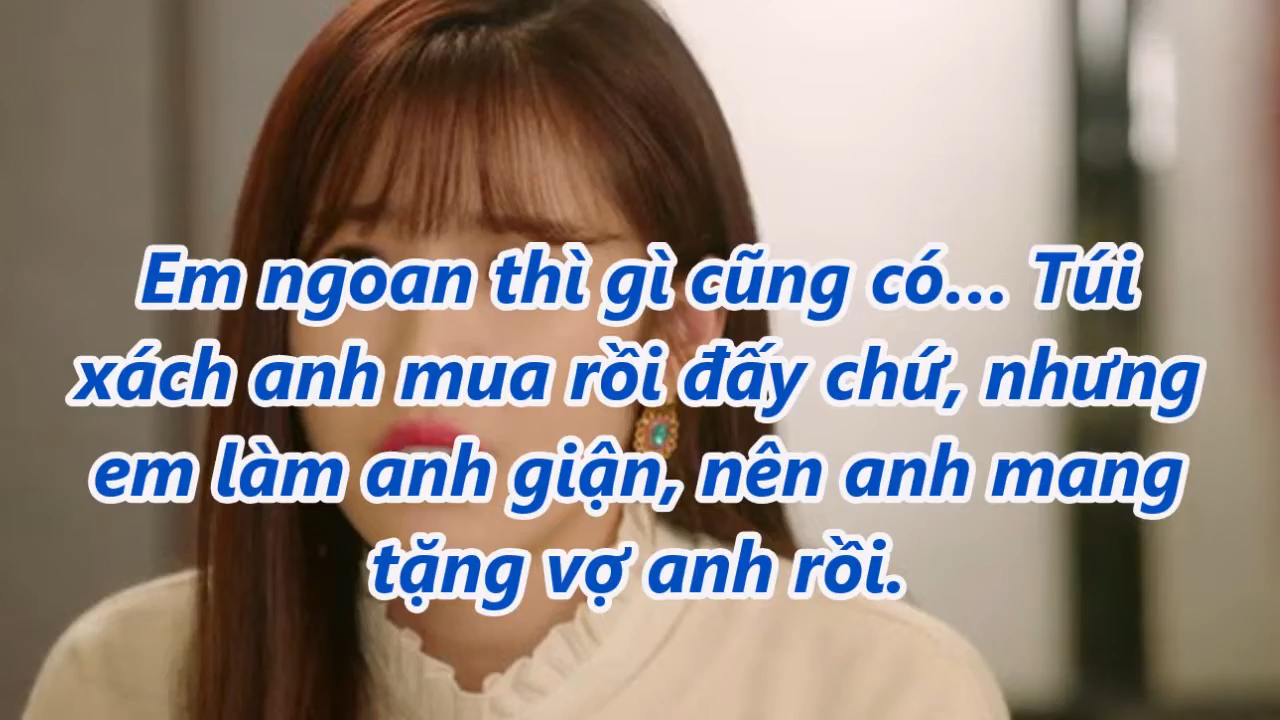 Em ngoan thì gì cũng có... Túi
xách anh mua rồi đấy chứ, nhưng
em làm anh giận, nên anh mang
tặng vợ anh rồi.